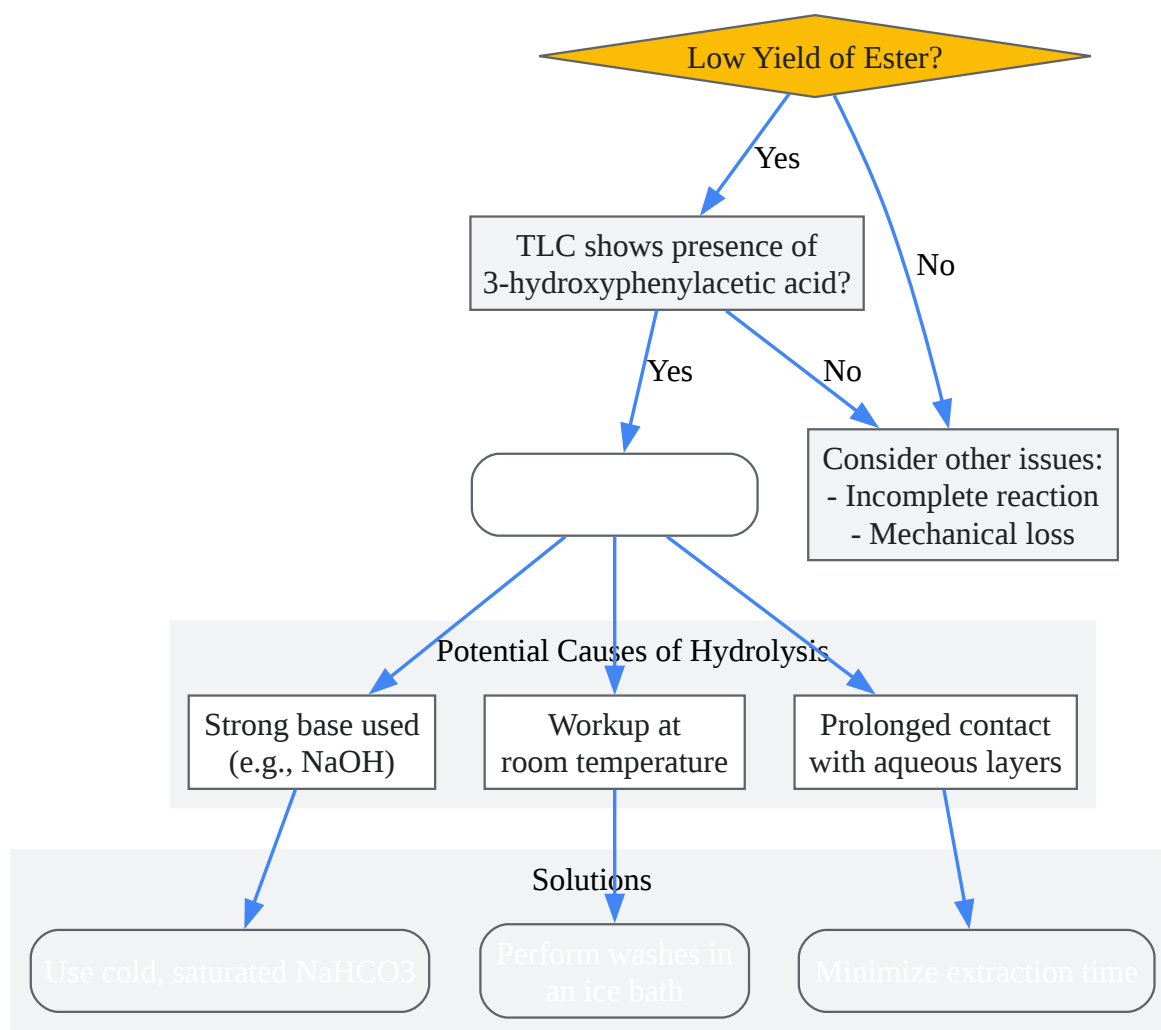 Low Yield of Ester?
Yes
No
TLC shows presence of
3-hydroxyphenylacetic acid?
Yes
No
Consider other issues:
- Incomplete reaction
- Mechanical loss
Potential Causes of Hydrolysis
Strong base used
(e.g., NaOH)
Workup at
room temperature
Prolonged contact
with aqueous layers
Solutions
Use cold, saturated NaHCO3
Perform washes in
an ice bath
Minimize extraction time